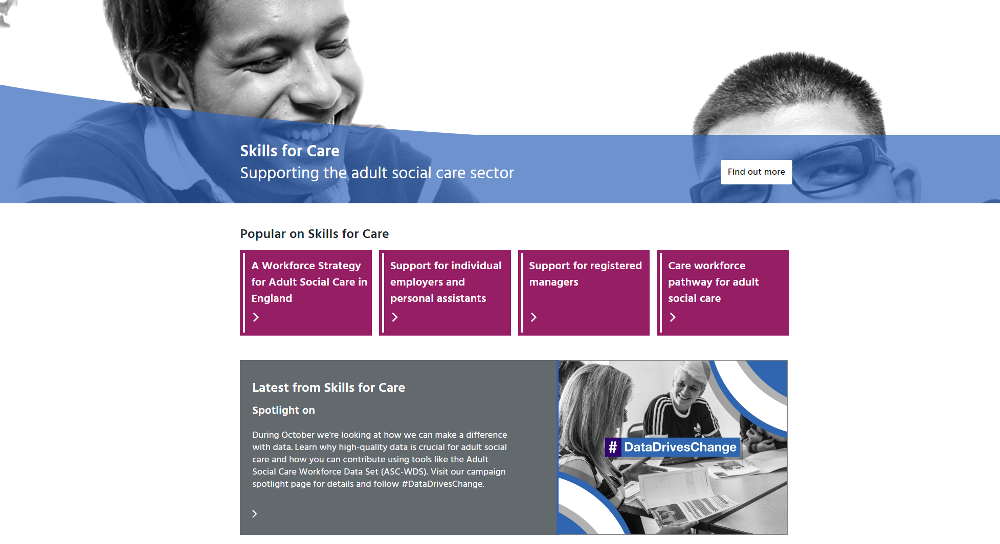 Skills for Care
Supporting the adult social care sector
Find out more
Popular on Skills for Care
A Workforce Strategy
for Adult Social Care in
England
Support for individual
employers and
personal assistants
Support for registered
managers
Care workforce
pathway for adult
social care
Latest from Skills for Care
Spotlight on
During October we're looking at how we can make a difference
with data. Learn why high-quality data is crucial for adult social
care and how you can contribute using tools like the Adult
Social Care Workforce Data Set (ASC-WDS). Visit our campaign
spotlight page for details and follow #DataDrivesChange.
# DataDrivesChange
adidas